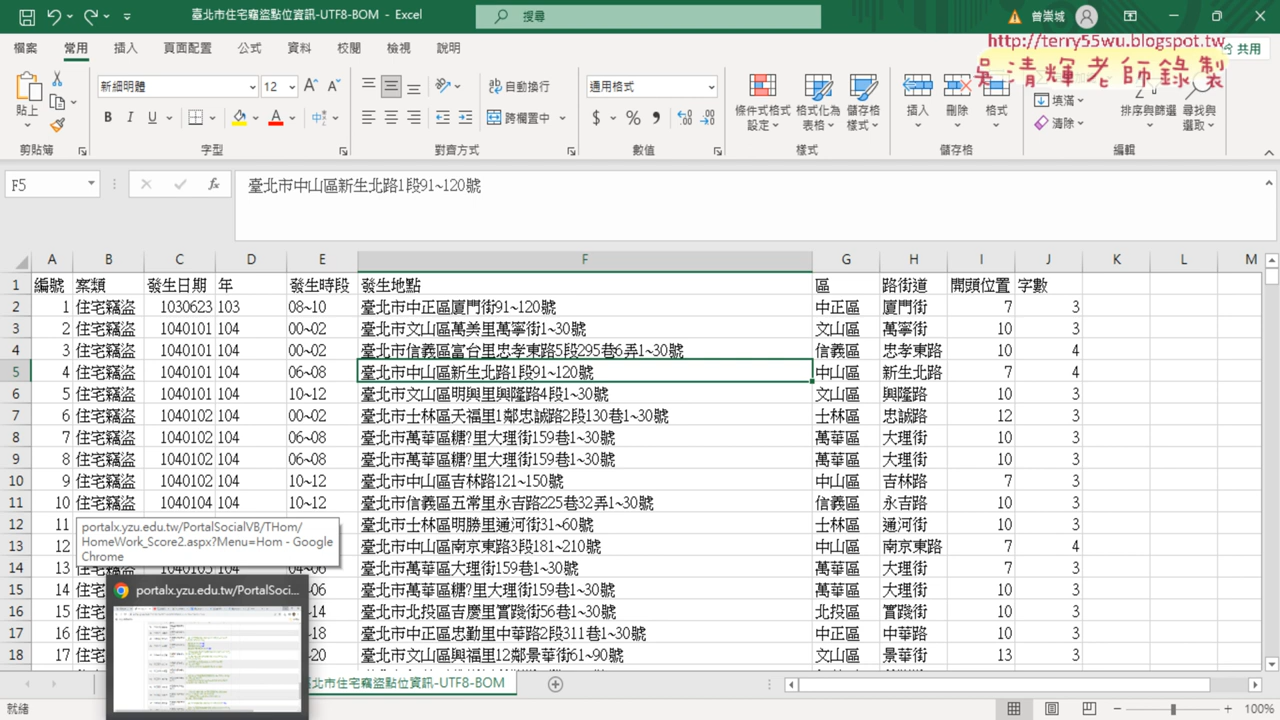 臺北市住宅竊盜點位資訊-UTF8-BOM - Excel
搜尋
曾崇城
檔案 常用 插入 頁面配置 公式 資料 校閱 檢視 說明
共用
http://terry55wu.blogspot.tw
吳清輝老師錄製
新細明體 12
自動換行
通用格式
貼上
跨欄置中
條件式格式設定
格式化為表格
儲存格樣式
插入 刪除 格式
填滿
清除
排序與篩選
尋找與選取
剪貼簿 字型 對齊方式 數值 樣式 儲存格 編輯
F5 臺北市中山區新生北路1段91~120號
A B C D E F G H I J K L M
1 編號 案類 發生日期 年 發生時段 發生地點 區 路街道 開頭位置 字數
2 1 住宅竊盜 1030623 103 08~10 臺北市中正區廈門街91~120號 中正區 廈門街 7 3
3 2 住宅竊盜 1040101 104 00~02 臺北市文山區萬美里萬寧街1~30號 文山區 萬寧街 10 3
4 3 住宅竊盜 1040101 104 00~02 臺北市信義區富台里忠孝東路5段295巷6弄1~30號 信義區 忠孝東路 10 4
5 4 住宅竊盜 1040101 104 06~08 臺北市中山區新生北路1段91~120號 中山區 新生北路 7 4
6 5 住宅竊盜 1040101 104 10~12 臺北市文山區明興里興隆路4段1~30號 文山區 興隆路 10 3
7 6 住宅竊盜 1040102 104 00~02 臺北市士林區天福里1鄰忠誠路2段130巷1~30號 士林區 忠誠路 12 3
8 7 住宅竊盜 1040102 104 06~08 臺北市萬華區糖?里大理街159巷1~30號 萬華區 大理街 10 3
9 8 住宅竊盜 1040102 104 06~08 臺北市萬華區糖?里大理街159巷1~30號 萬華區 大理街 10 3
10 9 住宅竊盜 1040102 104 10~12 臺北市中山區吉林路121~150號 中山區 吉林路 7 3
11 10 住宅竊盜 1040104 104 10~12 臺北市信義區五常里永吉路225巷32弄1~30號 信義區 永吉路 10 3
12 11 臺北市士林區明勝里通河街31~60號 士林區 通河街 10 3
13 12 臺北市中山區南京東路3段181~210號 中山區 南京東路 7 4
14 13 住宅竊盜 1040105 104 04~06 臺北市萬華區大理街159巷1~30號 萬華區 大理街 7 3
15 14 ~06 臺北市萬華區糖?里大理街159巷1~30號 萬華區 大理街 10 3
16 15 ~14 臺北市北投區吉慶里實踐街56巷1~30號 北投區 實踐街 10 3
17 16 ~18 臺北市中正區忠勤里中華路2段311巷1~30號 中正區 中華路 10 3
18 17 ~20 臺北市文山區興福里12鄰景華街61~90號 文山區 景華街 13 3
portalx.yzu.edu.tw/PortalSocialVB/THom/
HomeWork_Score2.aspx?Menu=Hom - Google
Chrome
portalx.yzu.edu.tw/PortalSoci...
臺北市住宅竊盜點位資訊-UTF8-BOM
就緒
100%